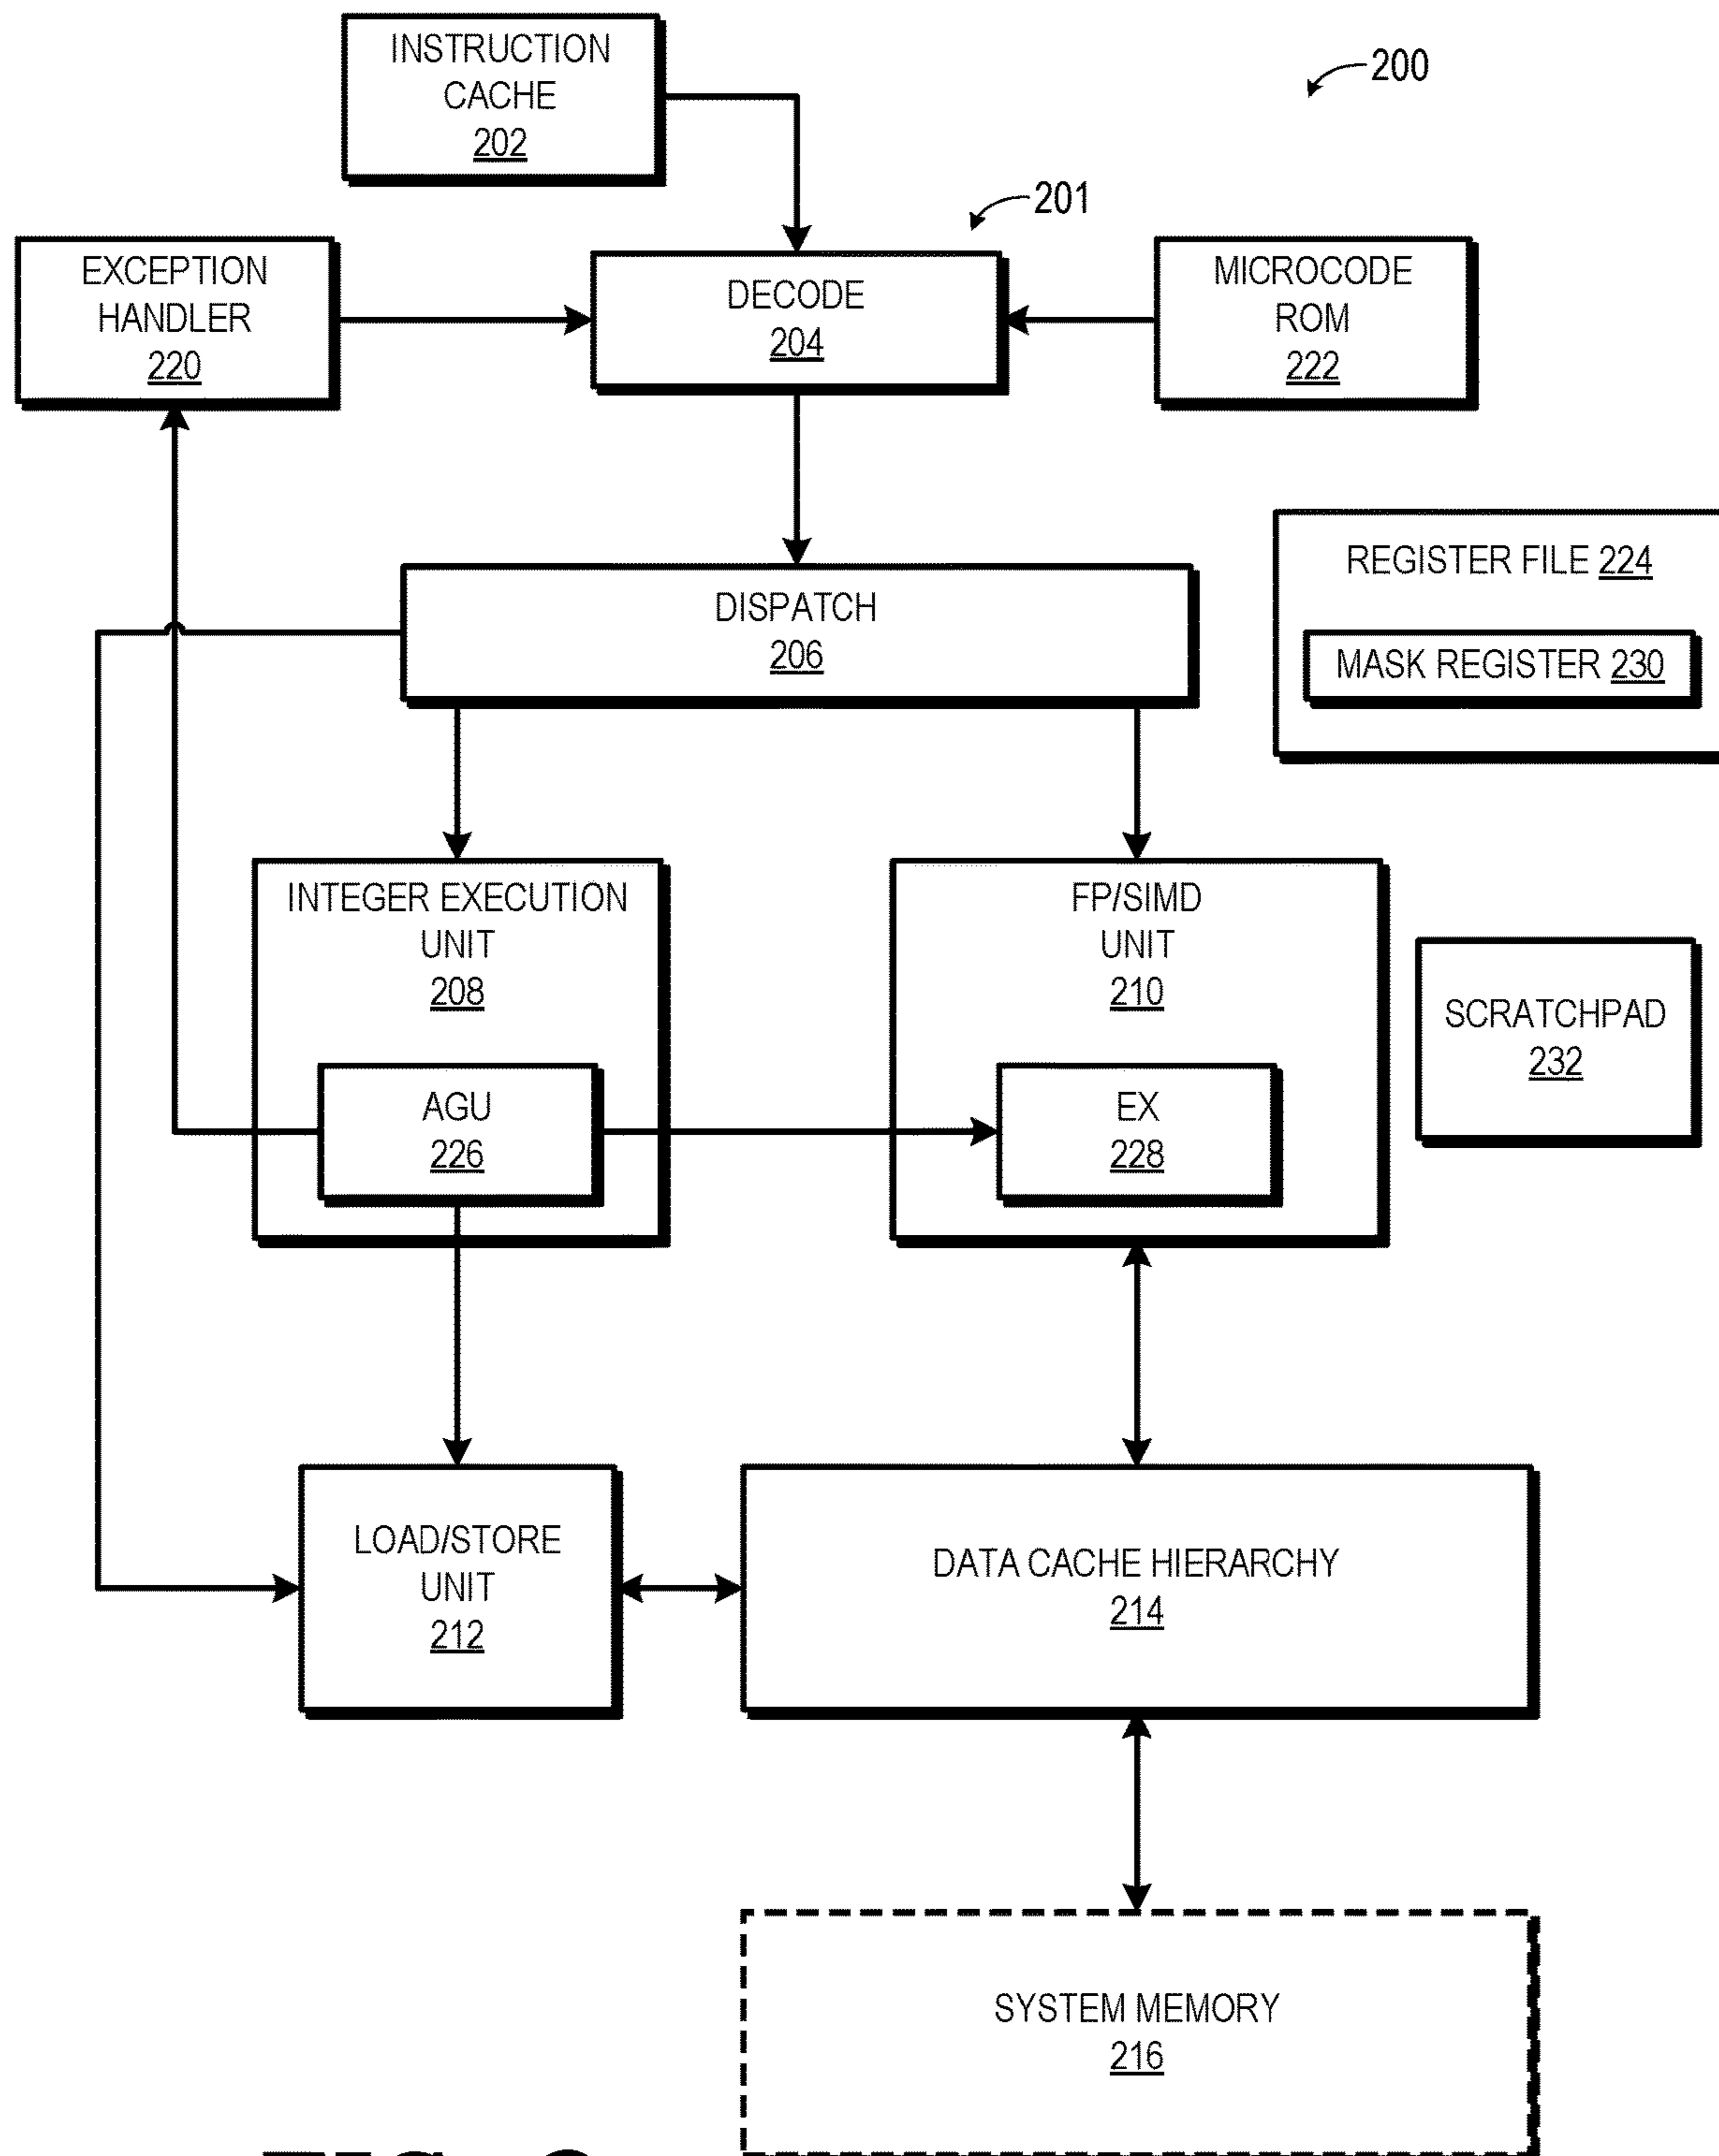 INSTRUCTION
CACHE
202
200
201
EXCEPTION
HANDLER
220
DECODE
204
MICROCODE
ROM
222
REGISTER FILE 224
MASK REGISTER 230
DISPATCH
206
INTEGER EXECUTION
UNIT
208
FP/SIMD
UNIT
210
SCRATCHPAD
232
AGU
226
EX
228
LOAD/STORE
UNIT
212
DATA CACHE HIERARCHY
214
SYSTEM MEMORY
216